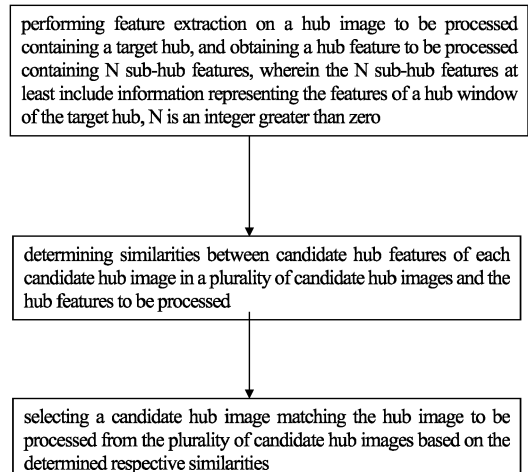 performing feature extraction on a hub image to be processed
containing a target hub, and obtaining a hub feature to be processed
containing N sub-hub features, wherein the N sub-hub features at
least include information representing the features of a hub window
of the target hub, N is an integer greater than zero
determining similarities between candidate hub features of each
candidate hub image in a plurality of candidate hub images and the
hub features to be processed
selecting a candidate hub image matching the hub image to be
processed from the plurality of candidate hub images based on the
determined respective similarities